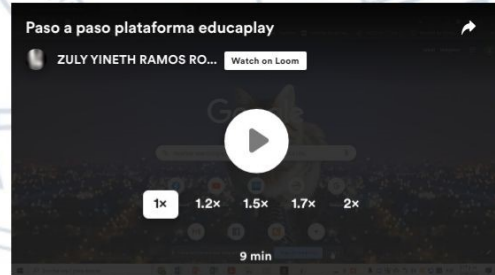 Paso a paso plataforma educaplay
ZULY YINETH RAMOS RO... Watch on Loom
1× 1.2× 1.5× 1.7× 2×
9 min